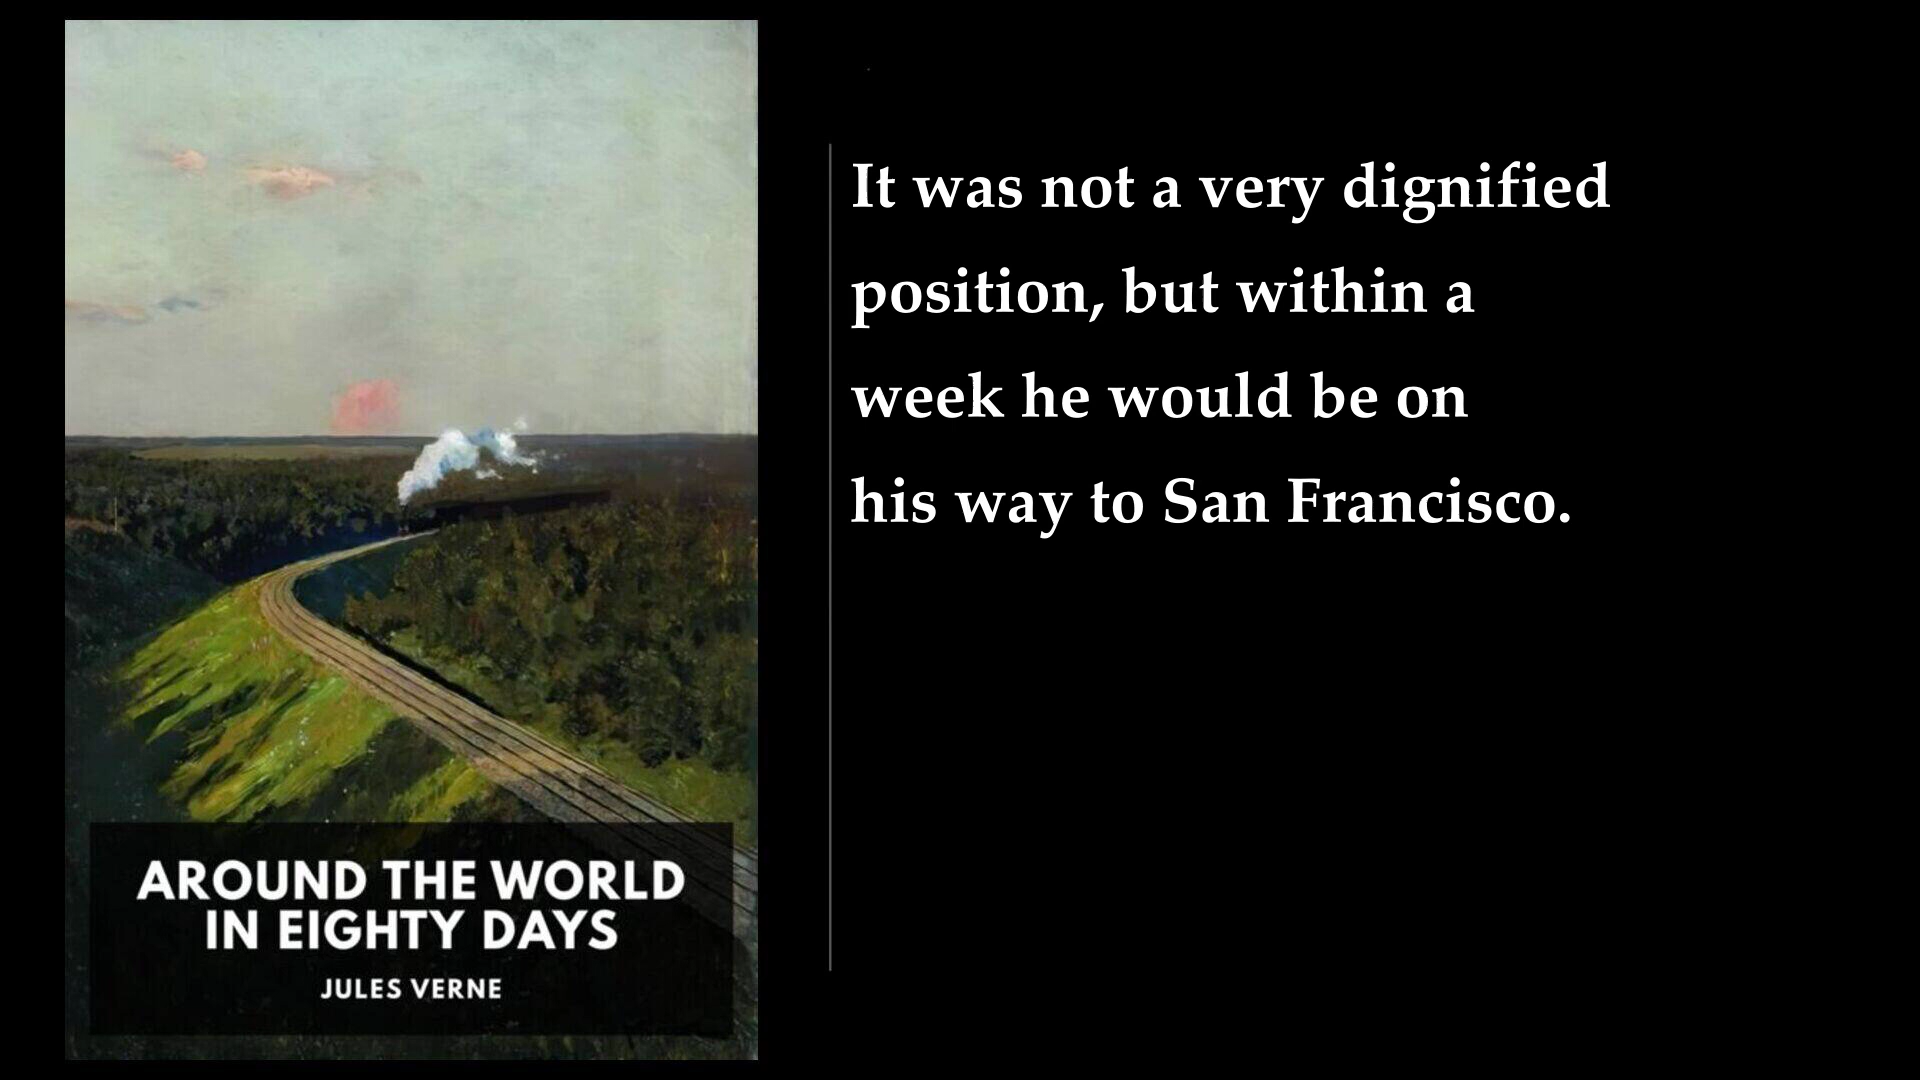 It was not a very dignified
position, but within a
week he would be on
his way to San Francisco.
AROUND THE WORLD
IN EIGHTY DAYS
JULES VERNE